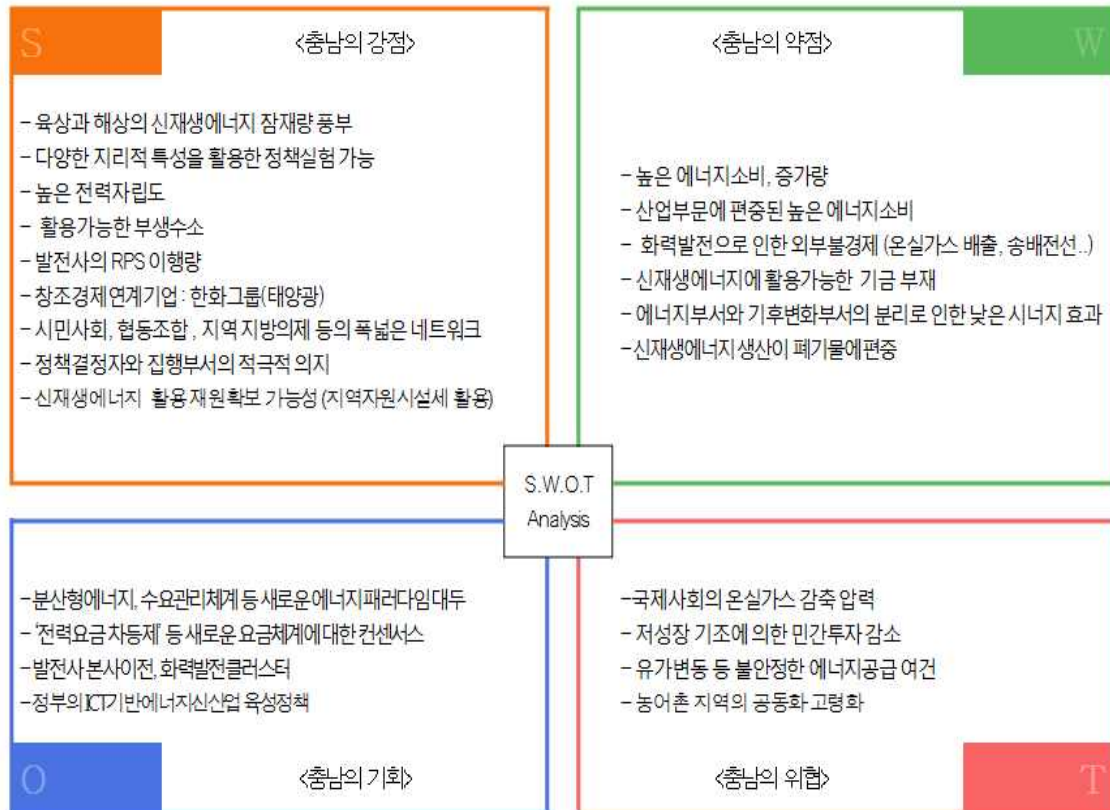 S
<충남의 강점>
- 육상과 해상의 신재생에너지 잠재량 풍부
- 다양한 지리적 특성을 활용한 정책실험 가능
- 높은 전력자립도
- 활용가능한 부생수소
- 발전사의 RPS 이행량
- 창조경제연계기업 : 한화그룹(태양광)
- 시민사회, 협동조합 , 지역 지방의제 등의 폭넓은 네트워크
- 정책결정자와 집행부서의 적극적 의지
- 신재생에너지 활용 재원확보 가능성 (지역자원시설세 활용)
<충남의 약점>
W
- 높은 에너지소비, 증가량
- 산업부문에 편중된 높은 에너지소비
- 화력발전으로 인한 외부불경제 (온실가스 배출, 송배전선..)
- 신재생에너지에 활용가능한 기금 부재
- 에너지부서와 기후변화부서의 분리로 인한 낮은 시너지 효과
-신재생에너지 생산이 폐기물에 편중
S.W.O.T
Analysis
-분산형에너지, 수요관리체계 등 새로운 에너지 패러다임 대두
- '전력요금 차등제' 등 새로운 요금체계에 대한 컨센서스
- 발전사 본사이전, 화력발전클러스터
- 정부의 ICT기반 에너지신산업 육성정책
O
<충남의 기회>
-국제사회의 온실가스 감축 압력
- 저성장 기조에 의한 민간투자 감소
- 유가변동 등 불안정한 에너지공급 여건
- 농어촌 지역의 공동화·고령화
<충남의 위협>
T